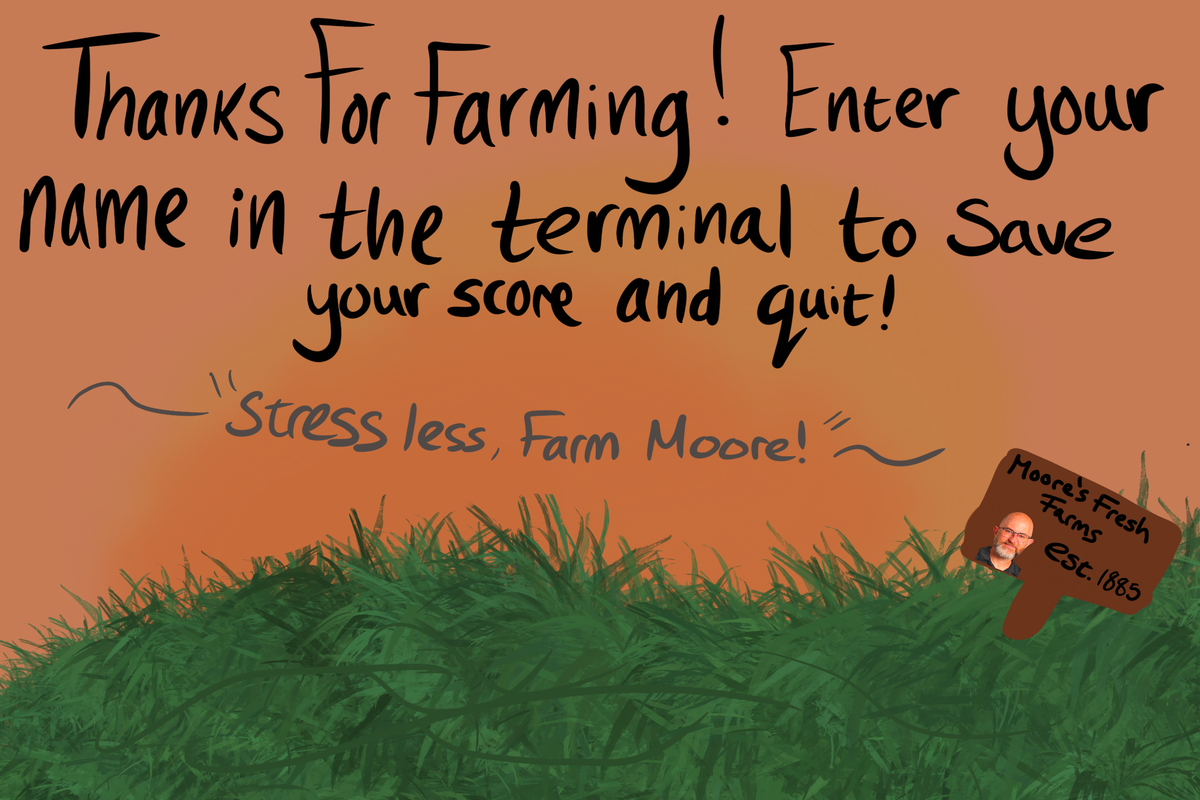 Thanks For Farming! Enter your
name in the terminal to Save
your score and quit!
"Stress less, Farm Moore!"
Moore's Fresh
Farms
est. 1885